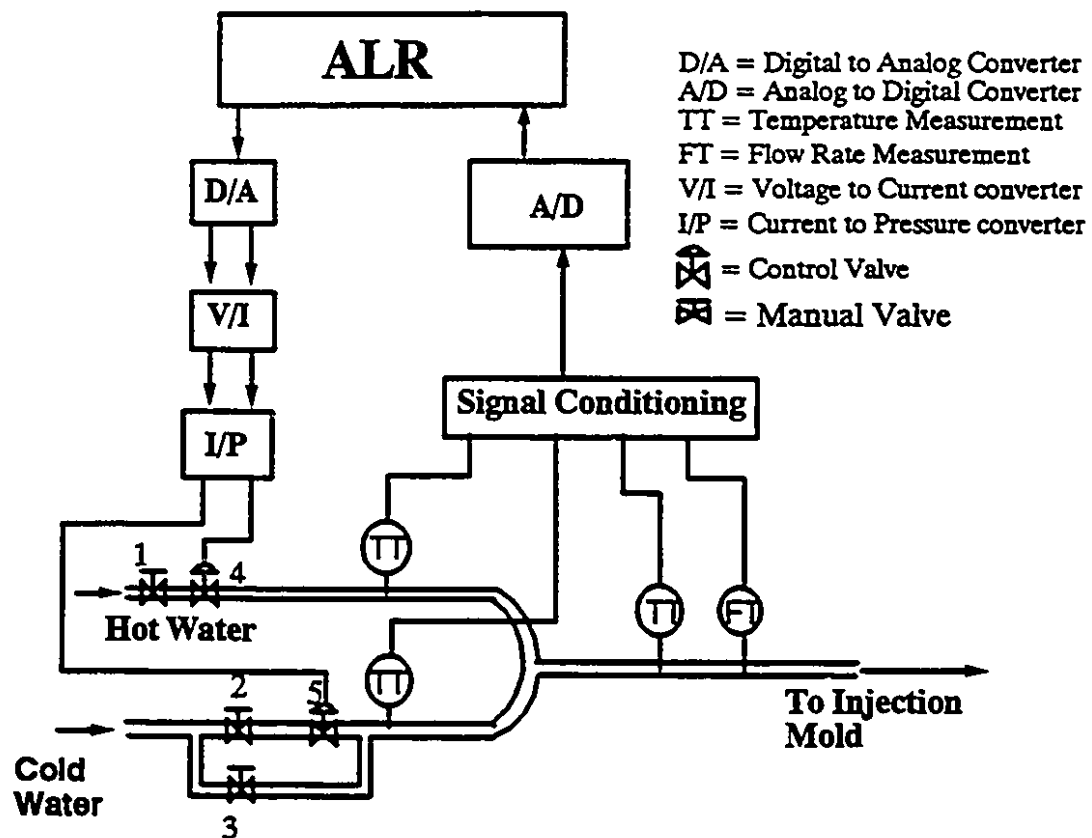 ALR
D/A = Digital to Analog Converter
A/D = Analog to Digital Converter
TT = Temperature Measurement
FT = Flow Rate Measurement
V/I = Voltage to Current converter
I/P = Current to Pressure converter
= Control Valve
= Manual Valve
D/A
A/D
V/I
Signal Conditioning
I/P
TT
1
4
Hot Water
TT
FT
TT
2
5
To Injection
Mold
Cold
Water
3